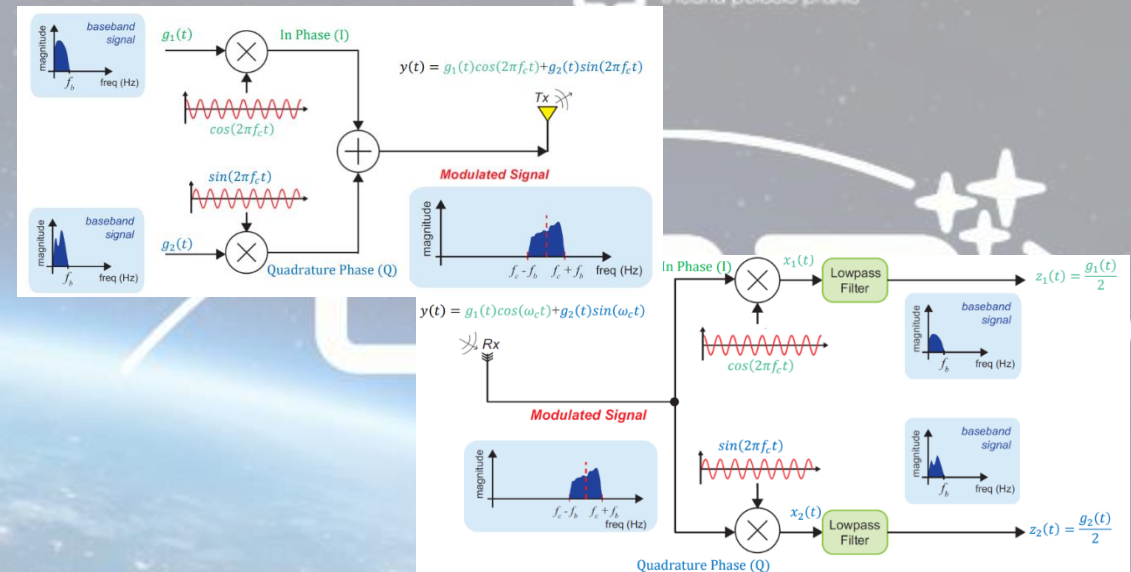 baseband
signal
magnitude
f_b
freq (Hz)
g_1(t)
In Phase (I)
cos(2πf_ct)
y(t) = g_1(t)cos(2πf_ct)+g_2(t)sin(2πf_ct)
Tx
sin(2πf_ct)
Modulated Signal
baseband
signal
magnitude
f_b
freq (Hz)
g_2(t)
Quadrature Phase (Q)
magnitude
f_c - f_b
f_c + f_b
freq (Hz)
In Phase (I)
x_1(t)
Lowpass
Filter
z_1(t) = g_1(t)/2
y(t) = g_1(t)cos(ω_ct)+g_2(t)sin(ω_ct)
Rx
cos(2πf_ct)
baseband
signal
magnitude
f_b
freq (Hz)
Modulated Signal
sin(2πf_ct)
magnitude
f_c - f_b
f_c + f_b
freq (Hz)
baseband
signal
magnitude
f_b
freq (Hz)
x_2(t)
Lowpass
Filter
z_2(t) = g_2(t)/2
Quadrature Phase (Q)